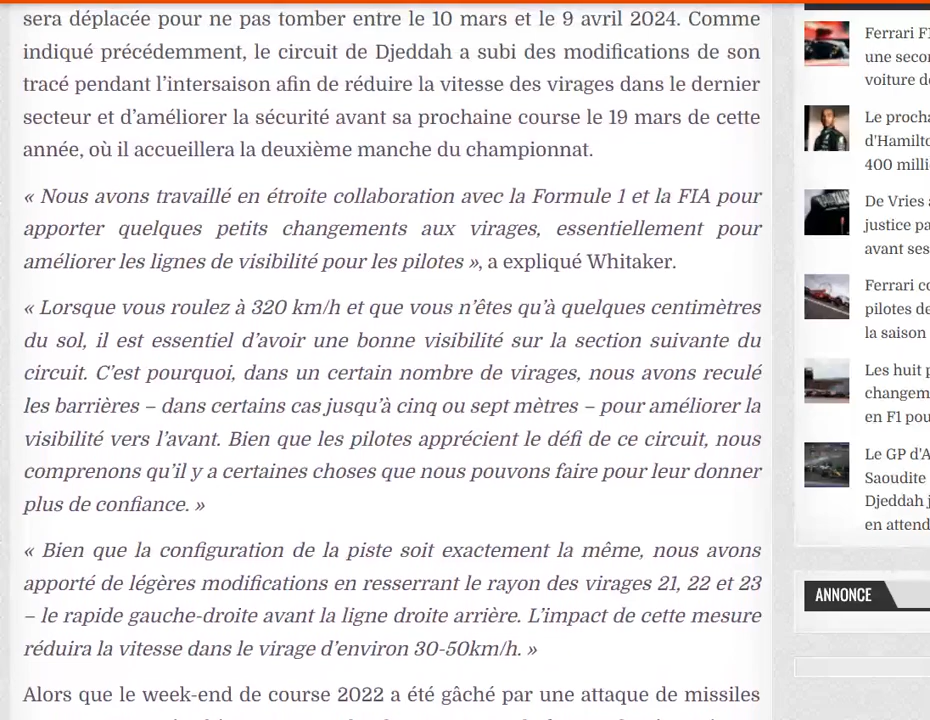 sera déplacée pour ne pas tomber entre le 10 mars et le 9 avril 2024. Comme
indiqué précédemment, le circuit de Djeddah a subi des modifications de son
tracé pendant l’intersaison afin de réduire la vitesse des virages dans le dernier
secteur et d’améliorer la sécurité avant sa prochaine course le 19 mars de cette
année, où il accueillera la deuxième manche du championnat.
« Nous avons travaillé en étroite collaboration avec la Formule 1 et la FIA pour
apporter quelques petits changements aux virages, essentiellement pour
améliorer les lignes de visibilité pour les pilotes », a expliqué Whitaker.
« Lorsque vous roulez à 320 km/h et que vous n’êtes qu’à quelques centimètres
du sol, il est essentiel d’avoir une bonne visibilité sur la section suivante du
circuit. C’est pourquoi, dans un certain nombre de virages, nous avons reculé
les barrières – dans certains cas jusqu’à cinq ou sept mètres – pour améliorer la
visibilité vers l’avant. Bien que les pilotes apprécient le défi de ce circuit, nous
comprenons qu’il y a certaines choses que nous pouvons faire pour leur donner
plus de confiance. »
« Bien que la configuration de la piste soit exactement la même, nous avons
apporté de légères modifications en resserrant le rayon des virages 21, 22 et 23
– le rapide gauche-droite avant la ligne droite arrière. L’impact de cette mesure
réduira la vitesse dans le virage d’environ 30-50km/h. »
Alors que le week-end de course 2022 a été gâché par une attaque de missiles
Ferrari F1
une secon
voiture de
Le procha
d'Hamilto
400 milli
De Vries a
justice pa
avant ses
Ferrari co
pilotes de
la saison
Les huit p
changem
en F1 pou
Le GP d'A
Saoudite
Djeddah j
en attend
ANNONCE